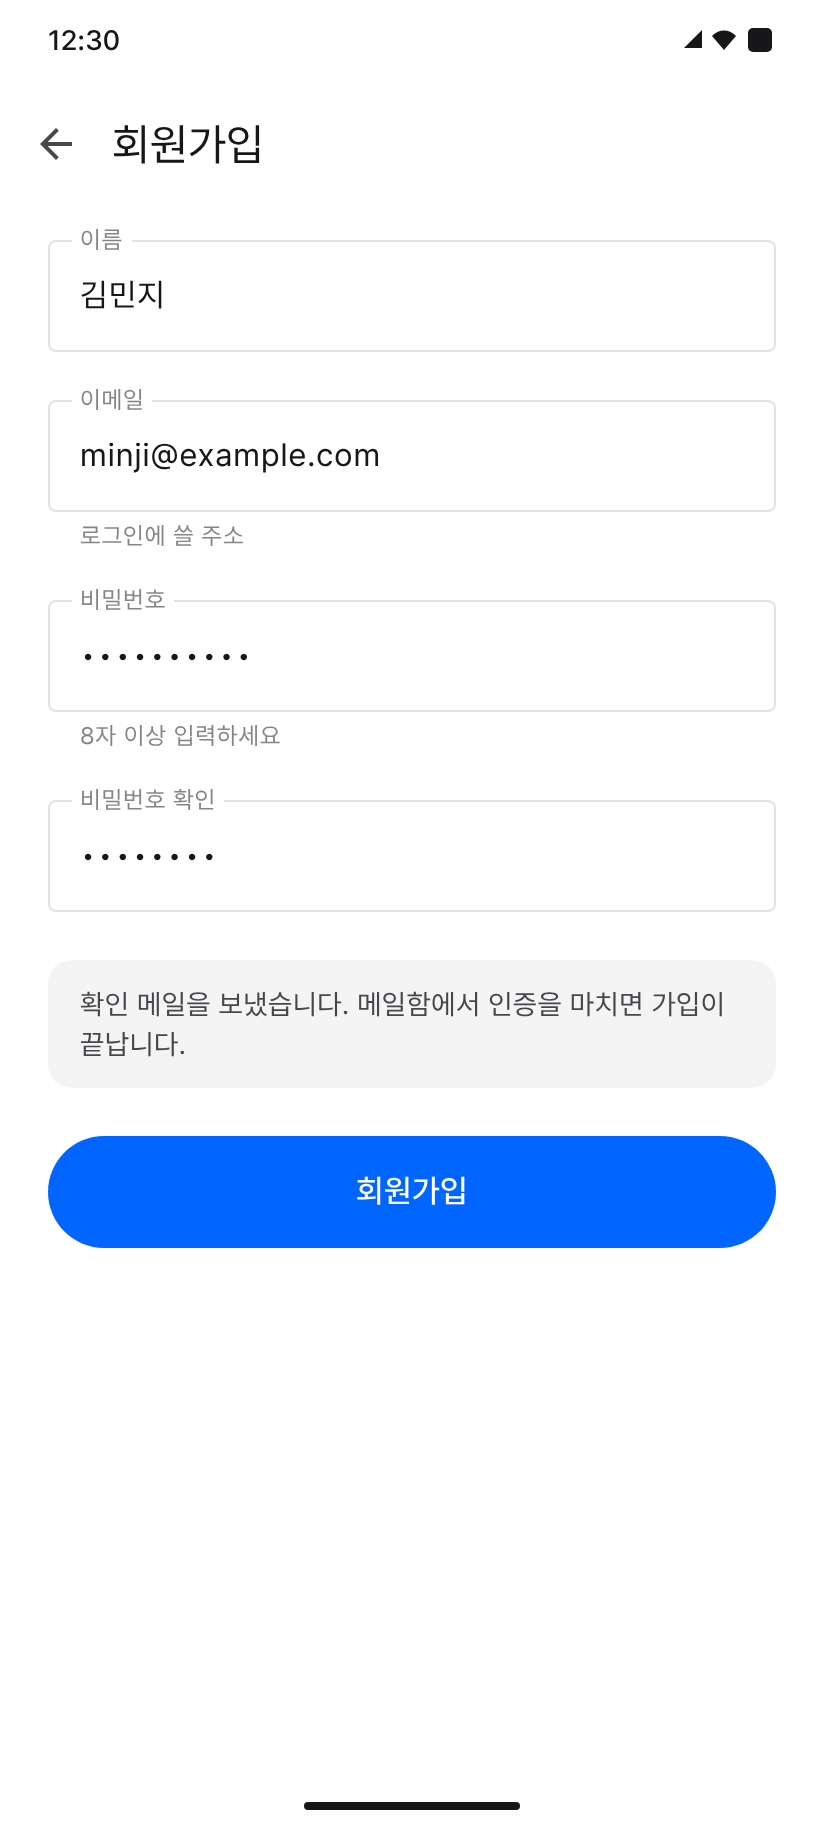 12:30
회원가입
이름
김민지
이메일
minji@example.com
로그인에 쓸 주소
비밀번호
••••••••••
8자 이상 입력하세요
비밀번호 확인
••••••••
확인 메일을 보냈습니다. 메일함에서 인증을 마치면 가입이
끝납니다.
회원가입